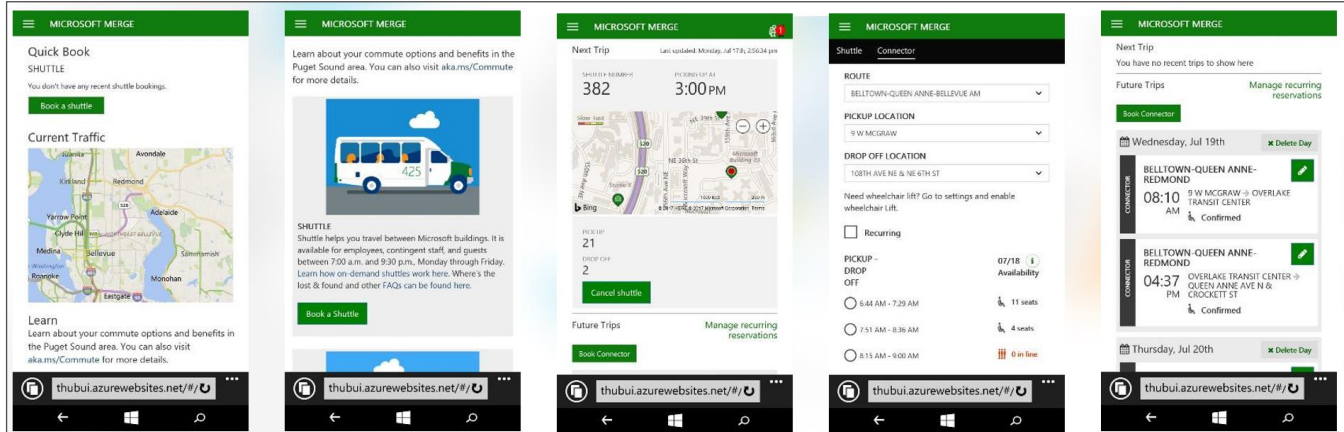 MICROSOFT MERGE
Quick Book
SHUTTLE
You don't have any recent shuttle bookings.
Book a shuttle
Current Traffic
Juanita
Avondale
Kirkland
Redmond
520
Yarrow Point
Adelaide
Clyde Hill
NORTHEAST BELLEVUE
Medina
Bellevue
Sammamish
Washington
Roanoke
Monohan
Eastgate
Learn
Learn about your commute options and benefits in
the Puget Sound area. You can also visit
aka.ms/Commute for more details.
thubui.azurewebsites.net/#/
MICROSOFT MERGE
Learn about your commute options and benefits in the
Puget Sound area. You can also visit aka.ms/Commute
for more details.
425
SHUTTLE
Shuttle helps you travel between Microsoft buildings. It is
available for employees, contingent staff, and guests
between 7:00 a.m. and 9:30 p.m., Monday through Friday.
Learn how on-demand shuttles work here. Where's the
lost & found and other FAQs can be found here.
Book a Shuttle
thubui.azurewebsites.net/#/
MICROSOFT MERGE
1
Next Trip
Last updated: Monday, Jul 17th, 2:56:24 pm
SHUTTLE NUMBER
PICKING UP AT
382
3:00 PM
Slow Fast
NE 39th St
520
NE 36th St
Microsoft
Bing
PICK UP
21
DROP OFF
2
Cancel shuttle
Future Trips
Manage recurring
reservations
Book Connector
thubui.azurewebsites.net/#/
MICROSOFT MERGE
Shuttle Connector
ROUTE
BELLTOWN-QUEEN ANNE-BELLEVUE AM
PICKUP LOCATION
9 W MCGRAW
DROP OFF LOCATION
108TH AVE NE & NE 6TH ST
Need wheelchair lift? Go to settings and enable
wheelchair Lift.
Recurring
PICKUP -
DROP
OFF
07/18 i
Availability
6:44 AM - 7:29 AM
11 seats
7:51 AM - 8:36 AM
4 seats
8:15 AM - 9:00 AM
0 in line
thubui.azurewebsites.net/#/
MICROSOFT MERGE
Next Trip
You have no recent trips to show here
Future Trips
Manage recurring
reservations
Book Connector
Wednesday, Jul 19th
× Delete Day
CONNECTOR
BELLTOWN-QUEEN ANNE-
REDMOND
08:10 AM
9 W MCGRAW → OVERLAKE
TRANSIT CENTER
Confirmed
CONNECTOR
BELLTOWN-QUEEN ANNE-
REDMOND
04:37 PM
OVERLAKE TRANSIT CENTER →
QUEEN ANNE AVE N &
CROCKETT ST
Confirmed
Thursday, Jul 20th
× Delete Day
thubui.azurewebsites.net/#/